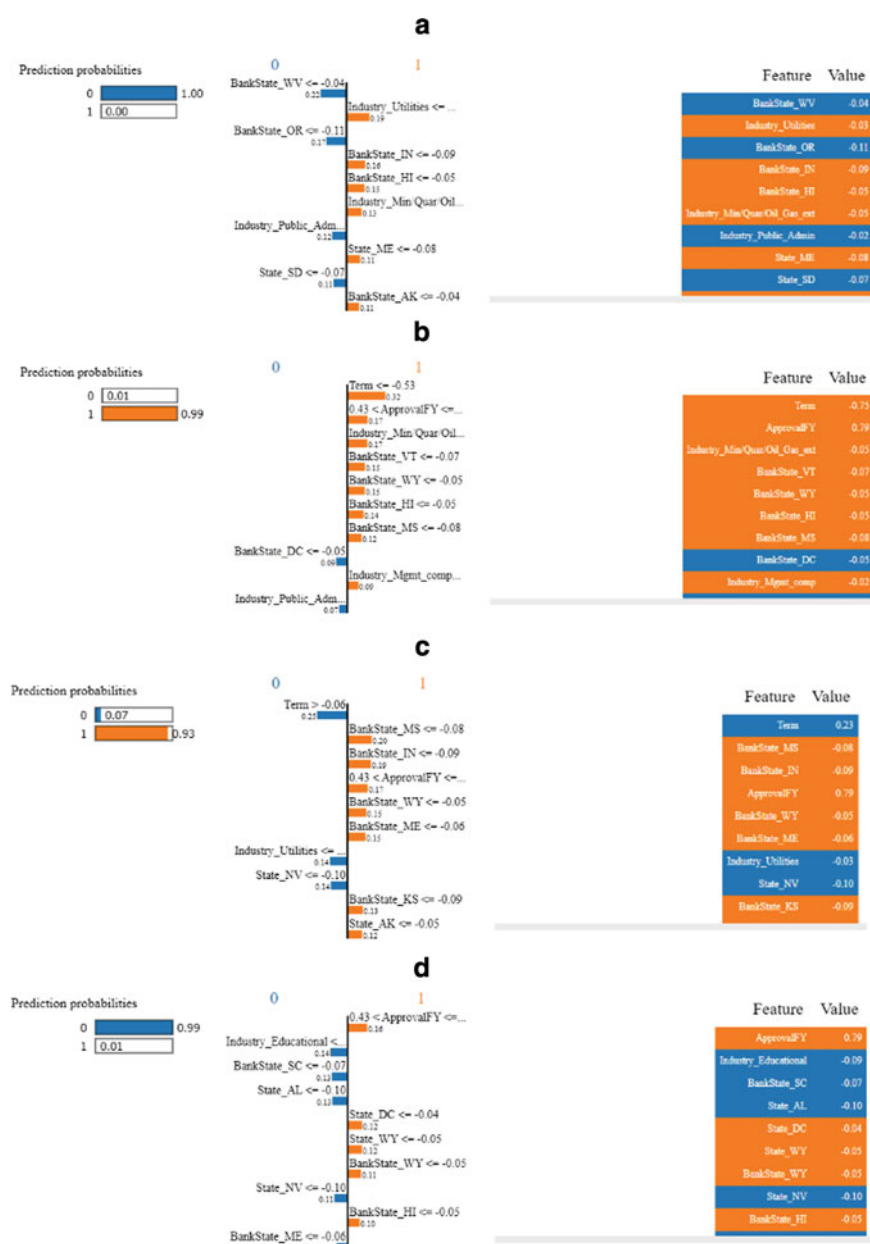 a
0 1
Prediction probabilities
0 1.00
1 0.00
BankState_WV <= -0.04
0.22
Industry_Utilities <= ...
0.19
BankState_OR <= -0.11
0.17
BankState_IN <= -0.09
0.16
BankState_HI <= -0.05
0.15
Industry_Min/Quar/Oil...
0.13
Industry_Public_Adm...
0.12
State_ME <= -0.08
0.11
State_SD <= -0.07
0.11
BankState_AK <= -0.04
0.11
Feature Value
BankState_WV -0.04
Industry_Utilities -0.03
BankState_OR -0.11
BankState_IN -0.09
BankState_HI -0.05
Industry_Min/Quar/Oil_Gas_ext -0.05
Industry_Public_Admin -0.02
State_ME -0.08
State_SD -0.07
b
0 1
Prediction probabilities
0 0.01
1 0.99
Term <= -0.53
0.32
0.43 < ApprovalFY <=...
0.17
Industry_Min/Quar/Oil...
0.17
BankState_VT <= -0.07
0.15
BankState_WY <= -0.05
0.15
BankState_HI <= -0.05
0.14
BankState_MS <= -0.08
0.12
BankState_DC <= -0.05
0.09
Industry_Mgmt_comp...
0.09
Industry_Public_Adm...
0.07
Feature Value
Term -0.75
ApprovalFY 0.79
Industry_Min/Quar/Oil_Gas_ext -0.05
BankState_VT -0.07
BankState_WY -0.05
BankState_HI -0.05
BankState_MS -0.08
BankState_DC -0.05
Industry_Mgmt_comp -0.02
c
0 1
Prediction probabilities
0 0.07
1 0.93
Term > -0.06
0.25
BankState_MS <= -0.08
0.20
BankState_IN <= -0.09
0.19
0.43 < ApprovalFY <=...
0.17
BankState_WY <= -0.05
0.15
BankState_ME <= -0.06
0.15
Industry_Utilities <= ...
0.14
State_NV <= -0.10
0.14
BankState_KS <= -0.09
0.13
State_AK <= -0.05
0.12
Feature Value
Term 0.23
BankState_MS -0.08
BankState_IN -0.09
ApprovalFY 0.79
BankState_WY -0.05
BankState_ME -0.06
Industry_Utilities -0.03
State_NV -0.10
BankState_KS -0.09
d
0 1
Prediction probabilities
0 0.99
1 0.01
0.43 < ApprovalFY <=...
0.16
Industry_Educational <...
0.14
BankState_SC <= -0.07
0.13
State_AL <= -0.10
0.13
State_DC <= -0.04
0.12
State_WY <= -0.05
0.12
BankState_WY <= -0.05
0.11
State_NV <= -0.10
0.11
BankState_HI <= -0.05
0.10
BankState_ME <= -0.06
Feature Value
ApprovalFY 0.79
Industry_Educational -0.09
BankState_SC -0.07
State_AL -0.10
State_DC -0.04
State_WY -0.05
BankState_WY -0.05
State_NV -0.10
BankState_HI -0.05